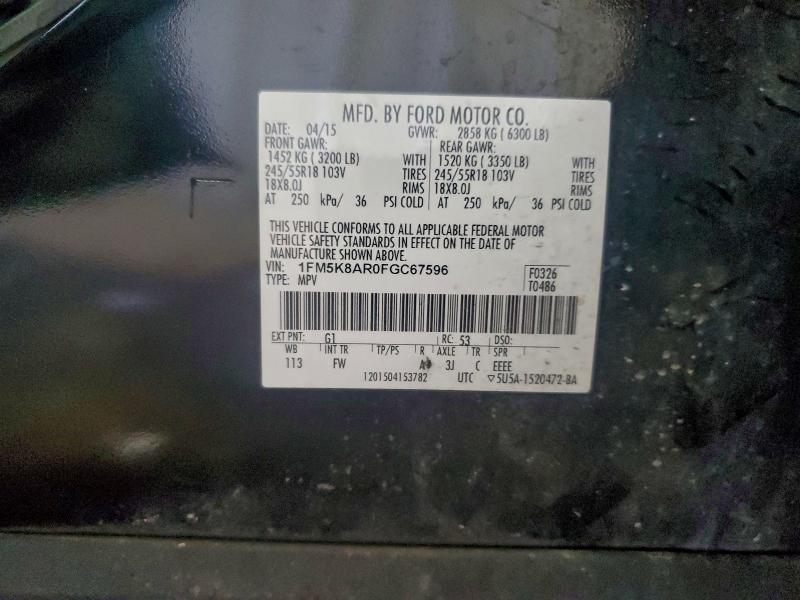 MFD. BY FORD MOTOR CO.
DATE: 04/15 GVWR: 2858 KG ( 6300 LB)
FRONT GAWR: REAR GAWR:
1452 KG ( 3200 LB) WITH 1520 KG ( 3350 LB) WITH
245/55R18 103V TIRES 245/55R18 103V TIRES
18X8.0J RIMS 18X8.0J RIMS
AT 250 kPa/ 36 PSI COLD AT 250 kPa/ 36 PSI COLD
THIS VEHICLE CONFORMS TO ALL APPLICABLE FEDERAL MOTOR
VEHICLE SAFETY STANDARDS IN EFFECT ON THE DATE OF
MANUFACTURE SHOWN ABOVE.
VIN: 1FM5K8AR0FGC67596 F0326
TYPE: MPV T0486
EXT PNT: G1 RC: 53 DSO:
WB INT TR TP/PS R AXLE TR SPR
113 FW A 3J C EEEE
1201504153782 UTC ▽5U5A-1520472-BA